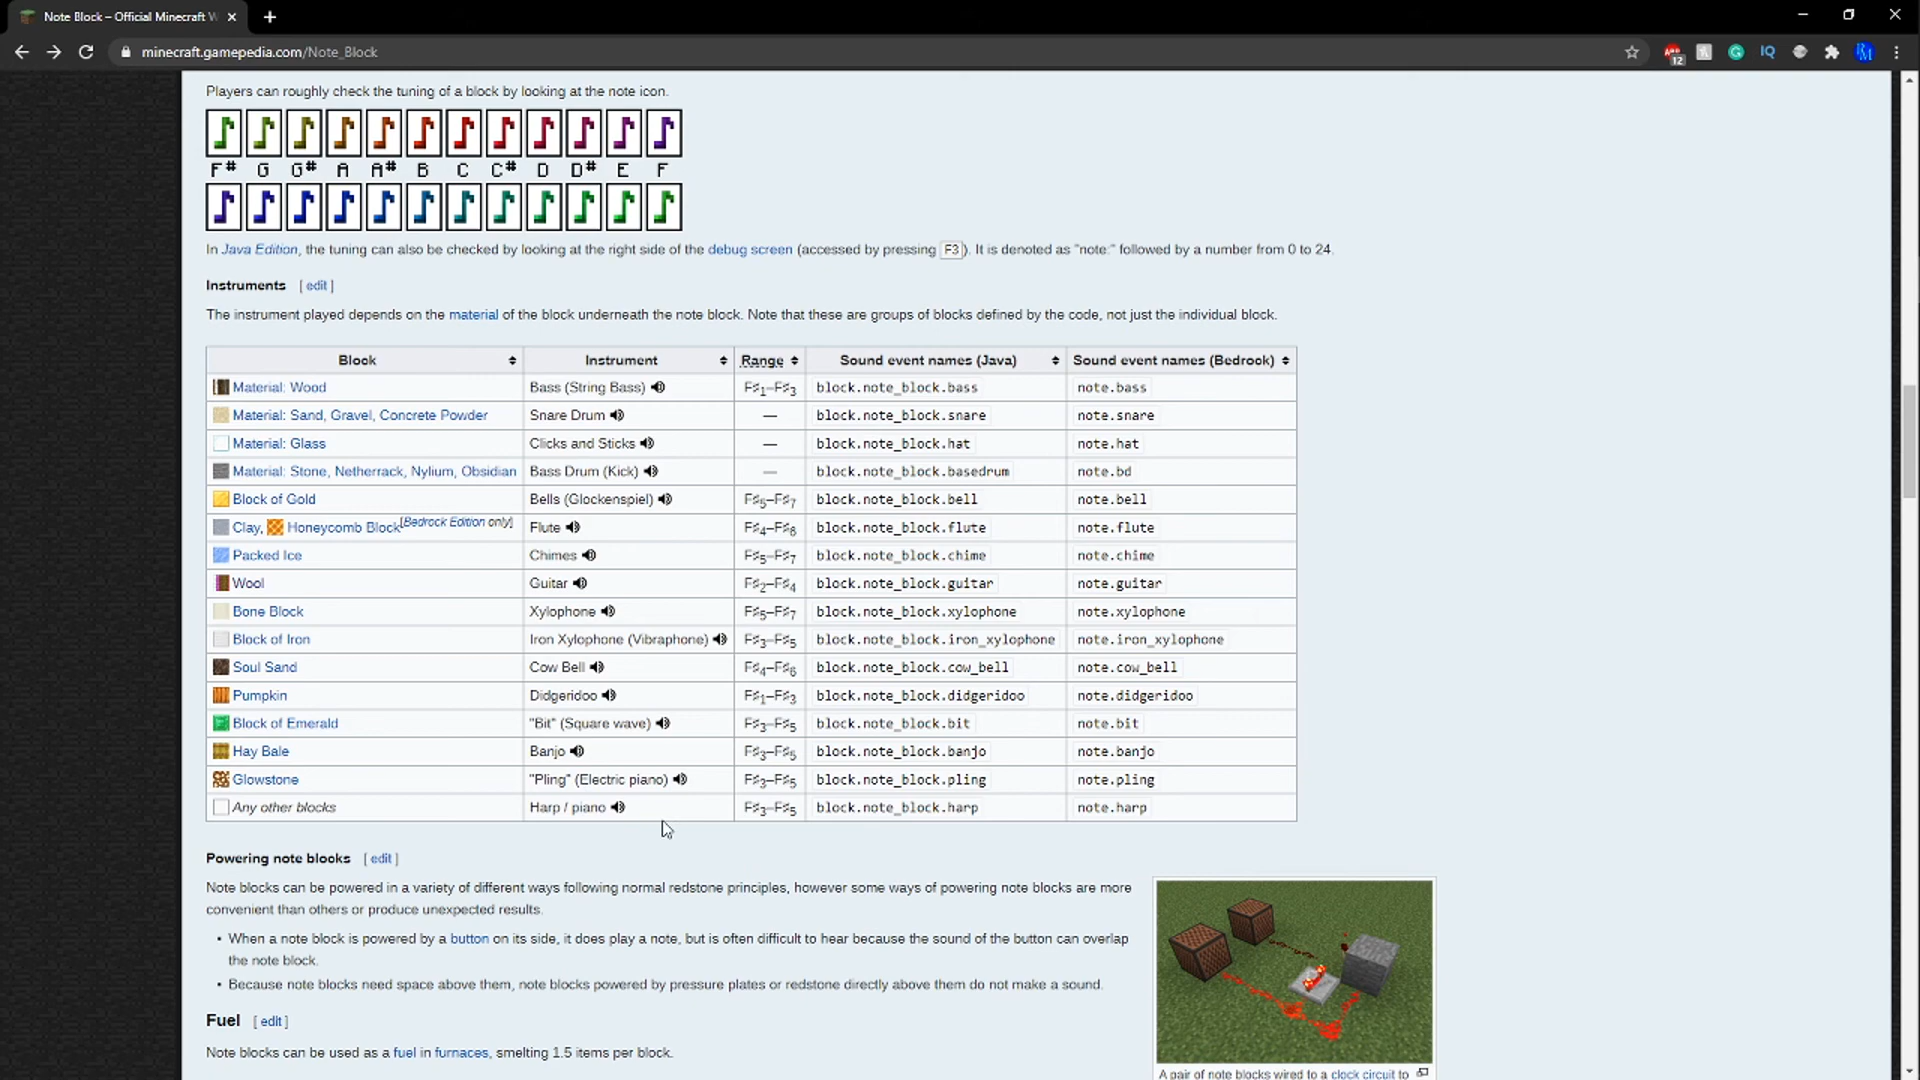 Note Block – Official Minecraft W
minecraft.gamepedia.com/Note_Block
12
IQ
Players can roughly check the tuning of a block by looking at the note icon.
F# G G# A A# B C C# D D# E F
In Java Edition, the tuning can also be checked by looking at the right side of the debug screen (accessed by pressing F3). It is denoted as "note:" followed by a number from 0 to 24.
Instruments [ edit ]
The instrument played depends on the material of the block underneath the note block. Note that these are groups of blocks defined by the code, not just the individual block.
Block Instrument Range Sound event names (Java) Sound event names (Bedrock)
Material: Wood Bass (String Bass) F♯1–F♯3 block.note_block.bass note.bass
Material: Sand, Gravel, Concrete Powder Snare Drum — block.note_block.snare note.snare
Material: Glass Clicks and Sticks — block.note_block.hat note.hat
Material: Stone, Netherrack, Nylium, Obsidian Bass Drum (Kick) — block.note_block.basedrum note.bd
Block of Gold Bells (Glockenspiel) F♯5–F♯7 block.note_block.bell note.bell
Clay, Honeycomb Block[Bedrock Edition only] Flute F♯4–F♯6 block.note_block.flute note.flute
Packed Ice Chimes F♯5–F♯7 block.note_block.chime note.chime
Wool Guitar F♯2–F♯4 block.note_block.guitar note.guitar
Bone Block Xylophone F♯5–F♯7 block.note_block.xylophone note.xylophone
Block of Iron Iron Xylophone (Vibraphone) F♯3–F♯5 block.note_block.iron_xylophone note.iron_xylophone
Soul Sand Cow Bell F♯4–F♯6 block.note_block.cow_bell note.cow_bell
Pumpkin Didgeridoo F♯1–F♯3 block.note_block.didgeridoo note.didgeridoo
Block of Emerald "Bit" (Square wave) F♯3–F♯5 block.note_block.bit note.bit
Hay Bale Banjo F♯3–F♯5 block.note_block.banjo note.banjo
Glowstone "Pling" (Electric piano) F♯3–F♯5 block.note_block.pling note.pling
Any other blocks Harp / piano F♯3–F♯5 block.note_block.harp note.harp
Powering note blocks [ edit ]
Note blocks can be powered in a variety of different ways following normal redstone principles, however some ways of powering note blocks are more
convenient than others or produce unexpected results.
• When a note block is powered by a button on its side, it does play a note, but is often difficult to hear because the sound of the button can overlap
the note block.
• Because note blocks need space above them, note blocks powered by pressure plates or redstone directly above them do not make a sound.
Fuel [ edit ]
Note blocks can be used as a fuel in furnaces, smelting 1.5 items per block.
A pair of note blocks wired to a clock circuit to